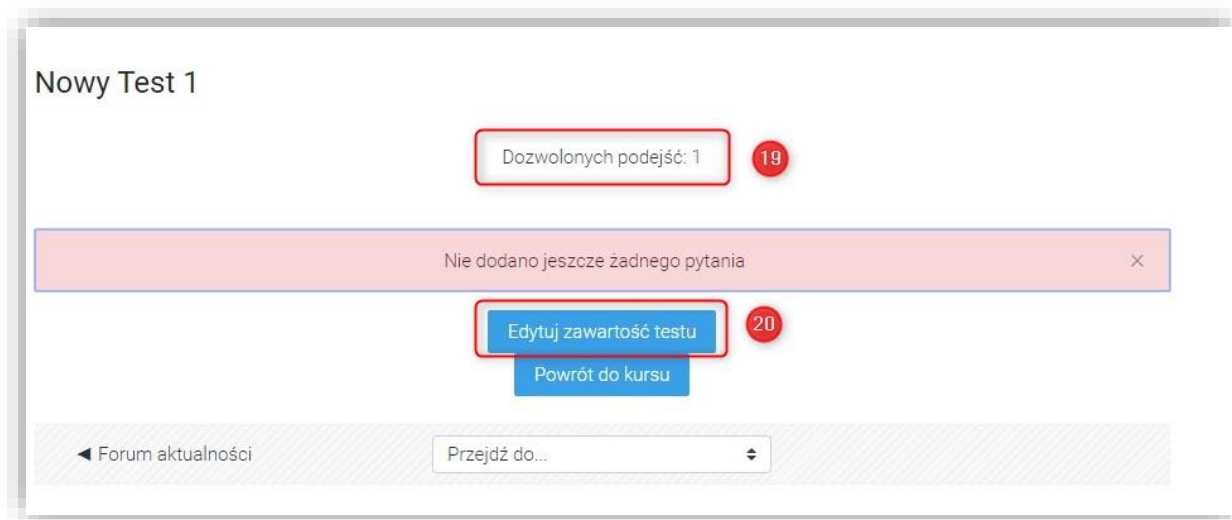 Nowy Test 1
Dozwolonych podejść: 1
19
Nie dodano jeszcze żadnego pytania ×
Edytuj zawartość testu
20
Powrót do kursu
◄ Forum aktualności
Przejdź do...